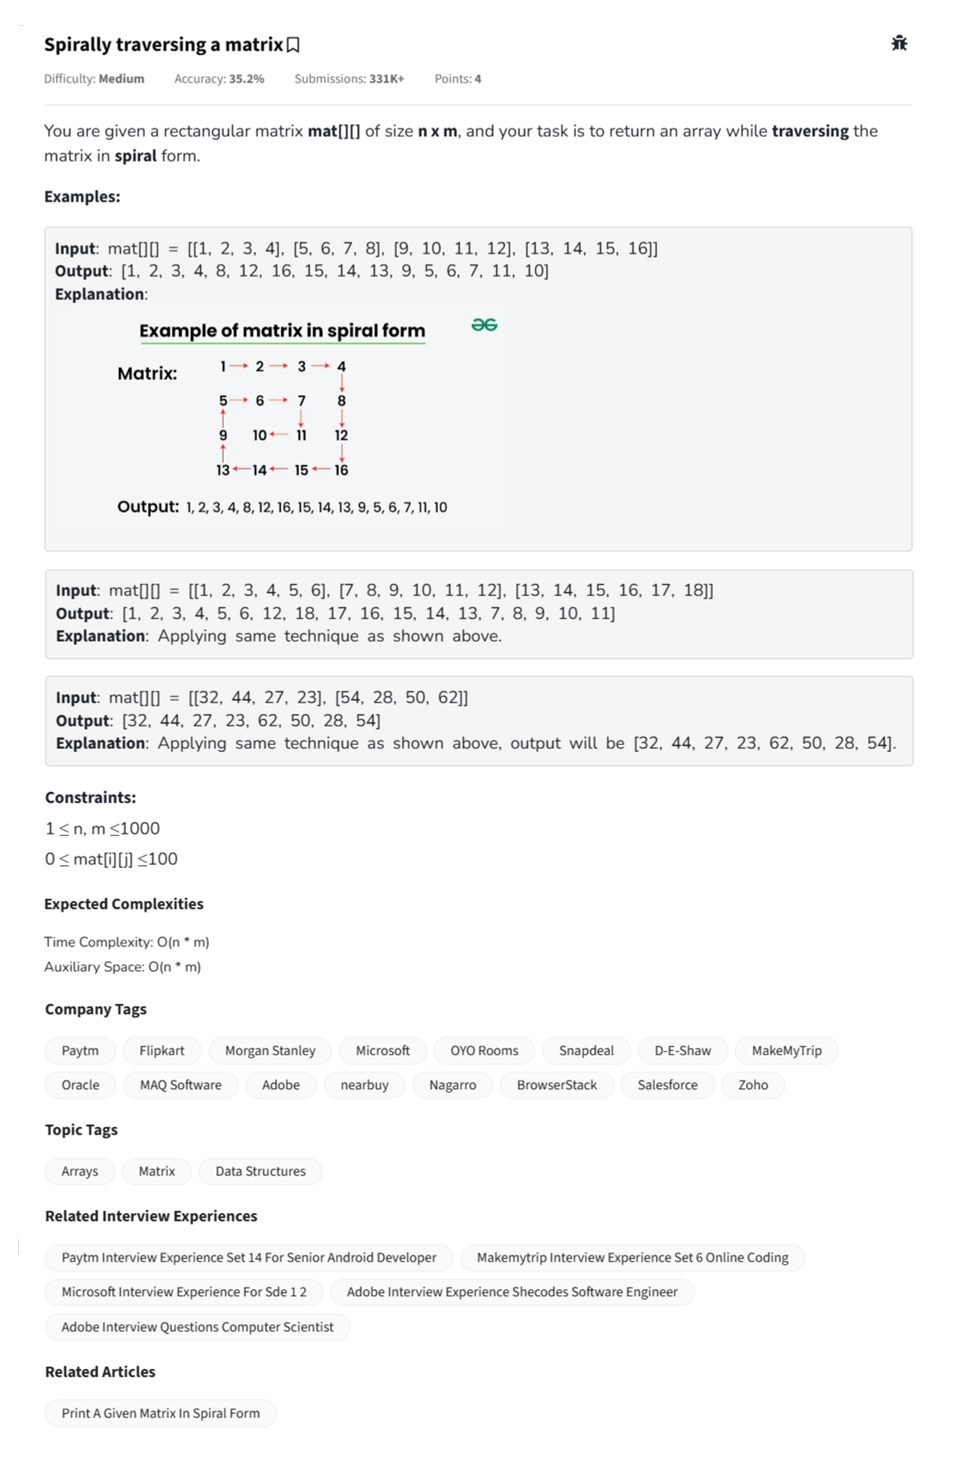 Spirally traversing a matrix
Difficulty: Medium Accuracy: 35.2% Submissions: 331K+ Points: 4
You are given a rectangular matrix mat[][] of size n x m, and your task is to return an array while traversing the
matrix in spiral form.
Examples:
Input: mat[][] = [[1, 2, 3, 4], [5, 6, 7, 8], [9, 10, 11, 12], [13, 14, 15, 16]]
Output: [1, 2, 3, 4, 8, 12, 16, 15, 14, 13, 9, 5, 6, 7, 11, 10]
Explanation:
Example of matrix in spiral form
Matrix:
1 2 3 4
5 6 7 8
9 10 11 12
13 14 15 16
Output: 1, 2, 3, 4, 8, 12, 16, 15, 14, 13, 9, 5, 6, 7, 11, 10
Input: mat[][] = [[1, 2, 3, 4, 5, 6], [7, 8, 9, 10, 11, 12], [13, 14, 15, 16, 17, 18]]
Output: [1, 2, 3, 4, 5, 6, 12, 18, 17, 16, 15, 14, 13, 7, 8, 9, 10, 11]
Explanation: Applying same technique as shown above.
Input: mat[][] = [[32, 44, 27, 23], [54, 28, 50, 62]]
Output: [32, 44, 27, 23, 62, 50, 28, 54]
Explanation: Applying same technique as shown above, output will be [32, 44, 27, 23, 62, 50, 28, 54].
Constraints:
1 ≤ n, m ≤1000
0 ≤ mat[i][j] ≤100
Expected Complexities
Time Complexity: O(n * m)
Auxiliary Space: O(n * m)
Company Tags
Paytm Flipkart Morgan Stanley Microsoft OYO Rooms Snapdeal D-E-Shaw MakeMyTrip
Oracle MAQ Software Adobe nearbuy Nagarro BrowserStack Salesforce Zoho
Topic Tags
Arrays Matrix Data Structures
Related Interview Experiences
Paytm Interview Experience Set 14 For Senior Android Developer Makemytrip Interview Experience Set 6 Online Coding
Microsoft Interview Experience For Sde 1 2 Adobe Interview Experience Shecodes Software Engineer
Adobe Interview Questions Computer Scientist
Related Articles
Print A Given Matrix In Spiral Form